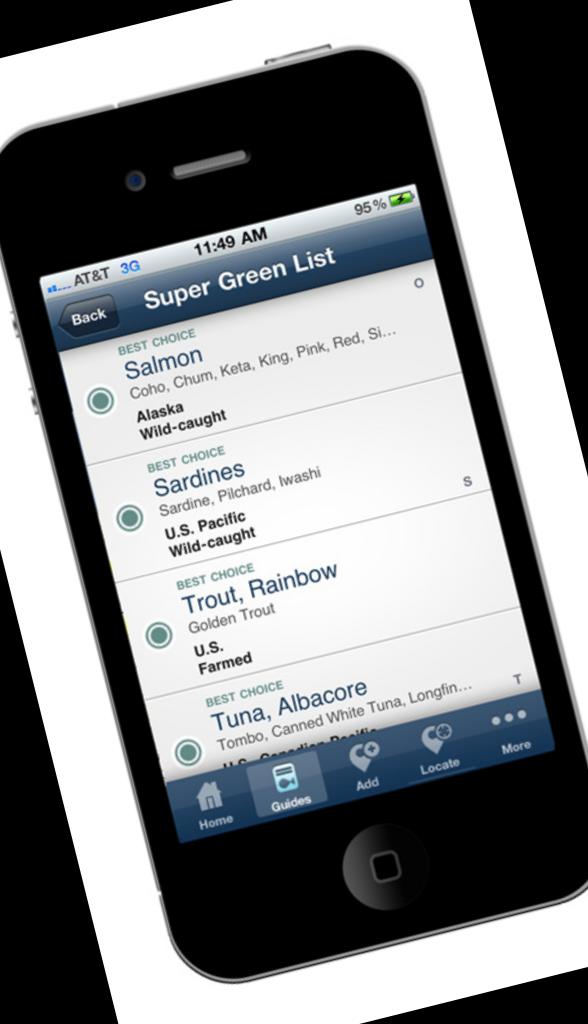 AT&T 3G 11:49 AM 95%
Back Super Green List
O
BEST CHOICE
Salmon
Coho, Chum, Keta, King, Pink, Red, Si...
Alaska
Wild-caught
BEST CHOICE
Sardines
Sardine, Pilchard, Iwashi
S
U.S. Pacific
Wild-caught
BEST CHOICE
Trout, Rainbow
Golden Trout
U.S.
Farmed
BEST CHOICE
Tuna, Albacore
T
Tombo, Canned White Tuna, Longfin...
U.S., Canadian Pacific
Home Guides Add Locate More